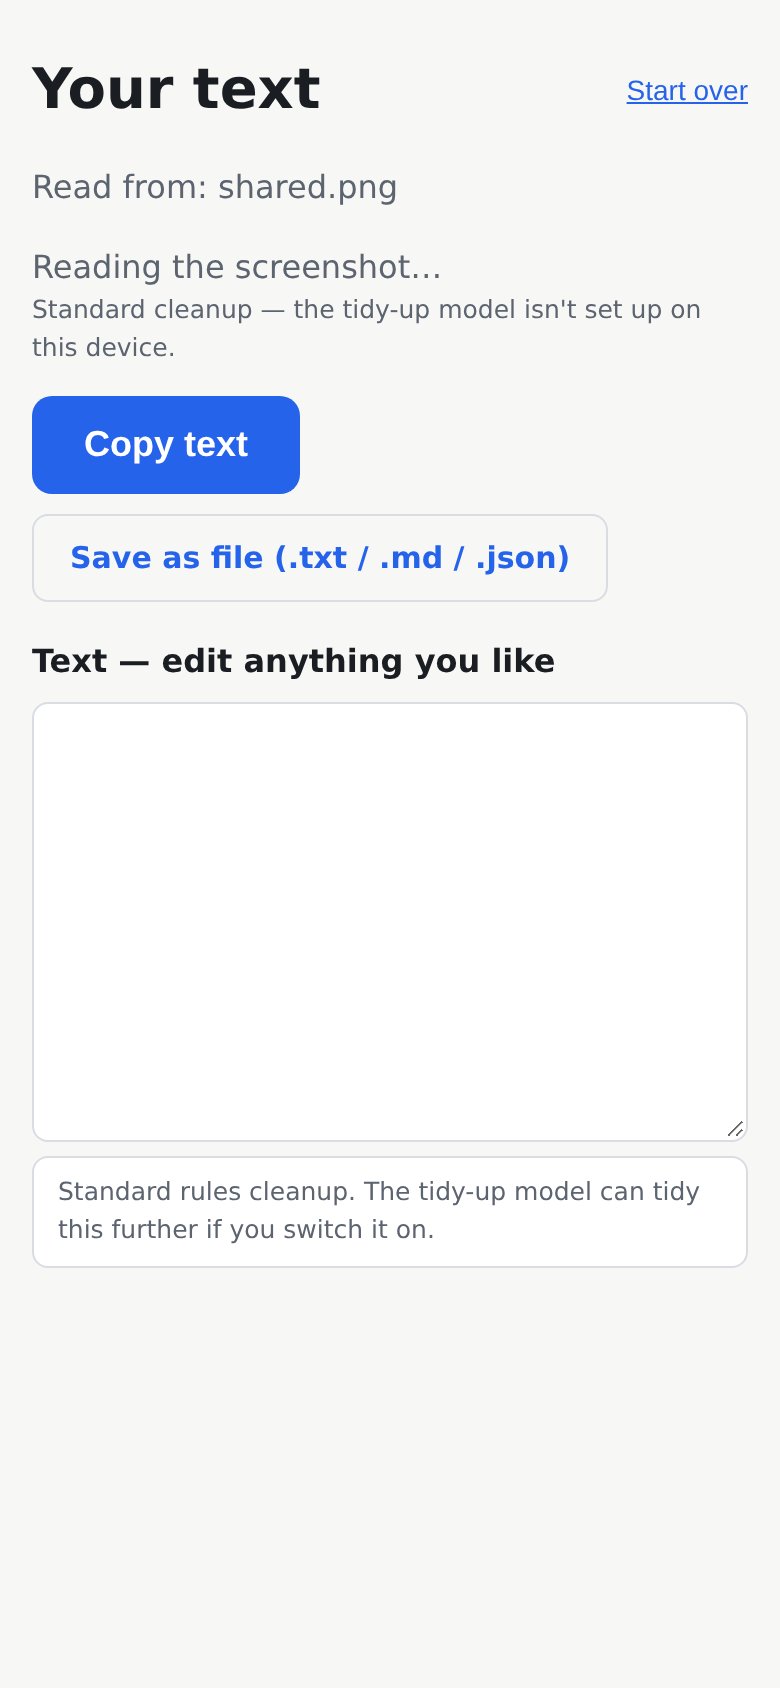 Your text
Start over
Read from: shared.png
Reading the screenshot…
Standard cleanup — the tidy-up model isn't set up on
this device.
Copy text
Save as file (.txt / .md / .json)
Text — edit anything you like
Standard rules cleanup. The tidy-up model can tidy
this further if you switch it on.